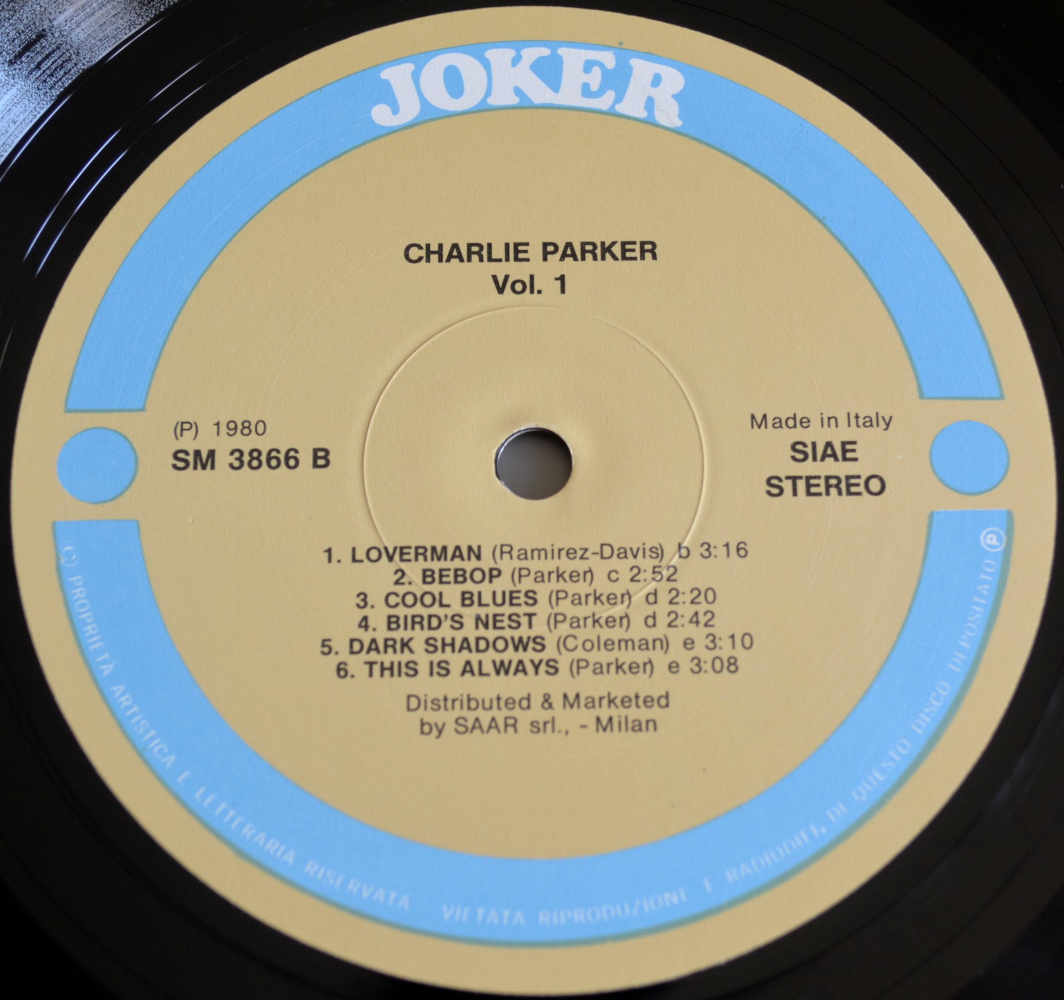 JOKER
CHARLIE PARKER
Vol. 1
(P) 1980
SM 3866 B
Made in Italy
SIAE
STEREO
1. LOVERMAN (Ramirez-Davis) b 3:16
2. BEBOP (Parker) c 2:52
3. COOL BLUES (Parker) d 2:20
4. BIRD'S NEST (Parker) d 2:42
5. DARK SHADOWS (Coleman) e 3:10
6. THIS IS ALWAYS (Parker) e 3:08
Distributed & Marketed
by SAAR srl., - Milan
C) PROPRIETÀ ARTISTICA E LETTERARIA RISERVATA VIETATA RIPRODUZIONE E RADIODIFF. DI QUESTO DISCO DEPOSITATO (P)